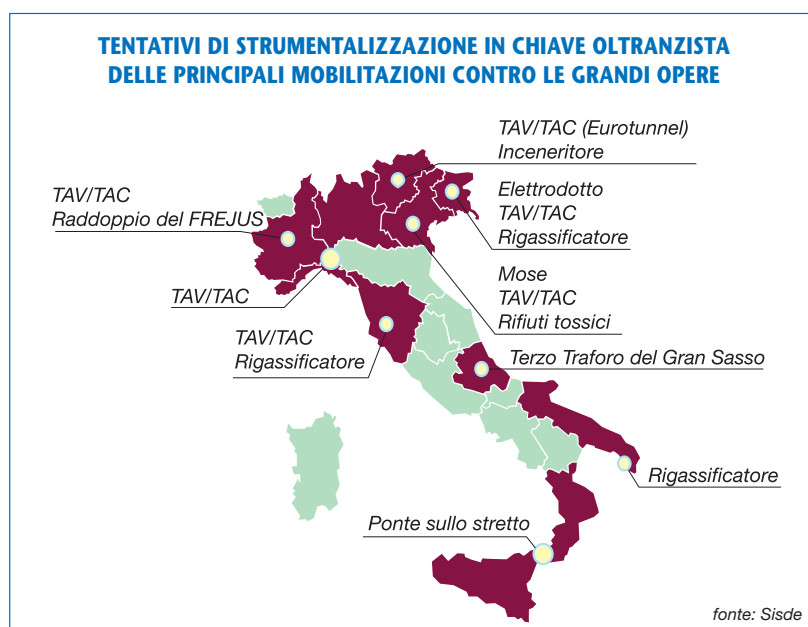 TENTATIVI DI STRUMENTALIZZAZIONE IN CHIAVE OLTRANZISTA
DELLE PRINCIPALI MOBILITAZIONI CONTRO LE GRANDI OPERE
TAV/TAC (Eurotunnel)
Inceneritore
TAV/TAC
Raddoppio del FREJUS
Elettrodotto
TAV/TAC
Rigassificatore
TAV/TAC
Mose
TAV/TAC
Rifiuti tossici
TAV/TAC
Rigassificatore
Terzo Traforo del Gran Sasso
Rigassificatore
Ponte sullo stretto
fonte: Sisde